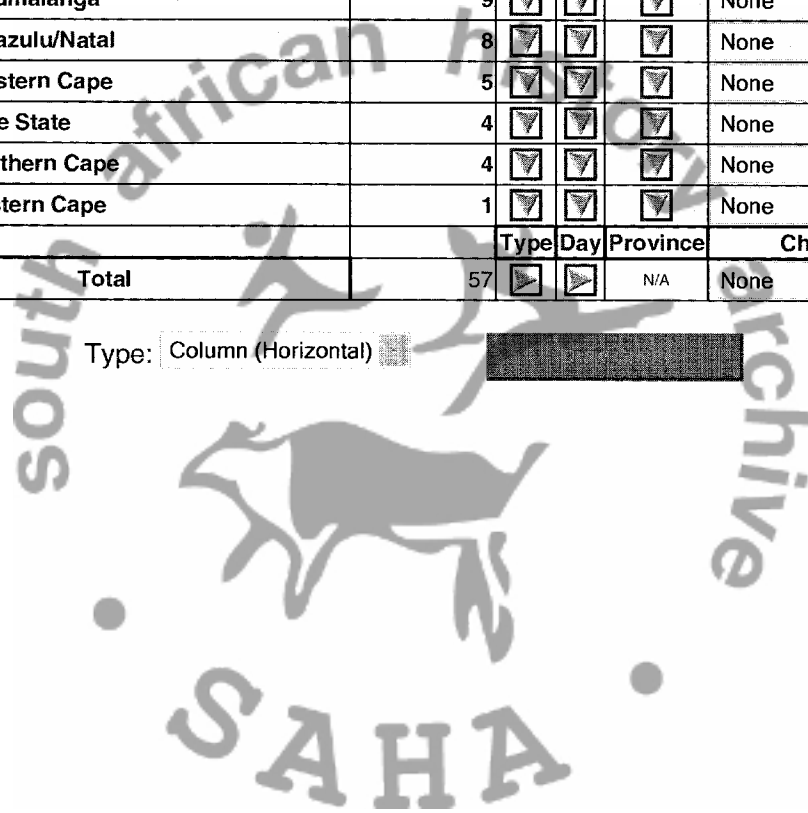 umalanga 9 None
azulu/Natal 8 None
stern Cape 5 None
e State 4 None
thern Cape 4 None
stern Cape 1 None
Type Day Province Ch
Total 57 N/A None
Type: Column (Horizontal)
south african history archive
SAHA